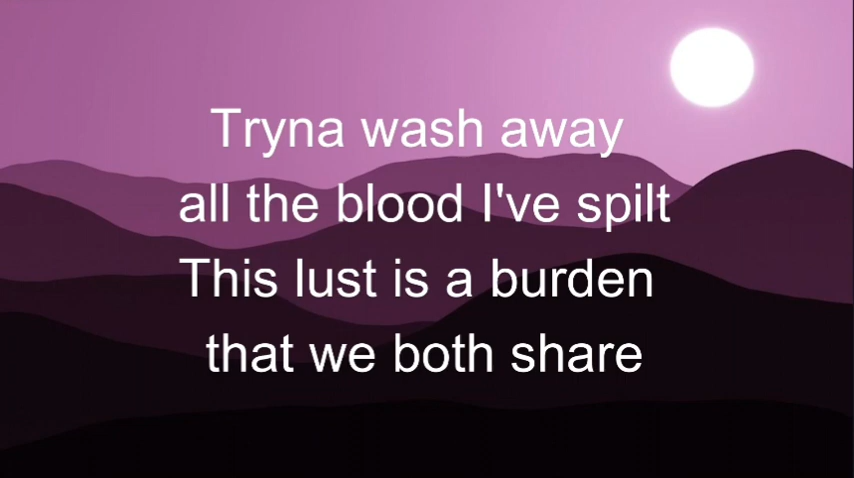 Tryna wash away
all the blood I've spilt
This lust is a burden
that we both share